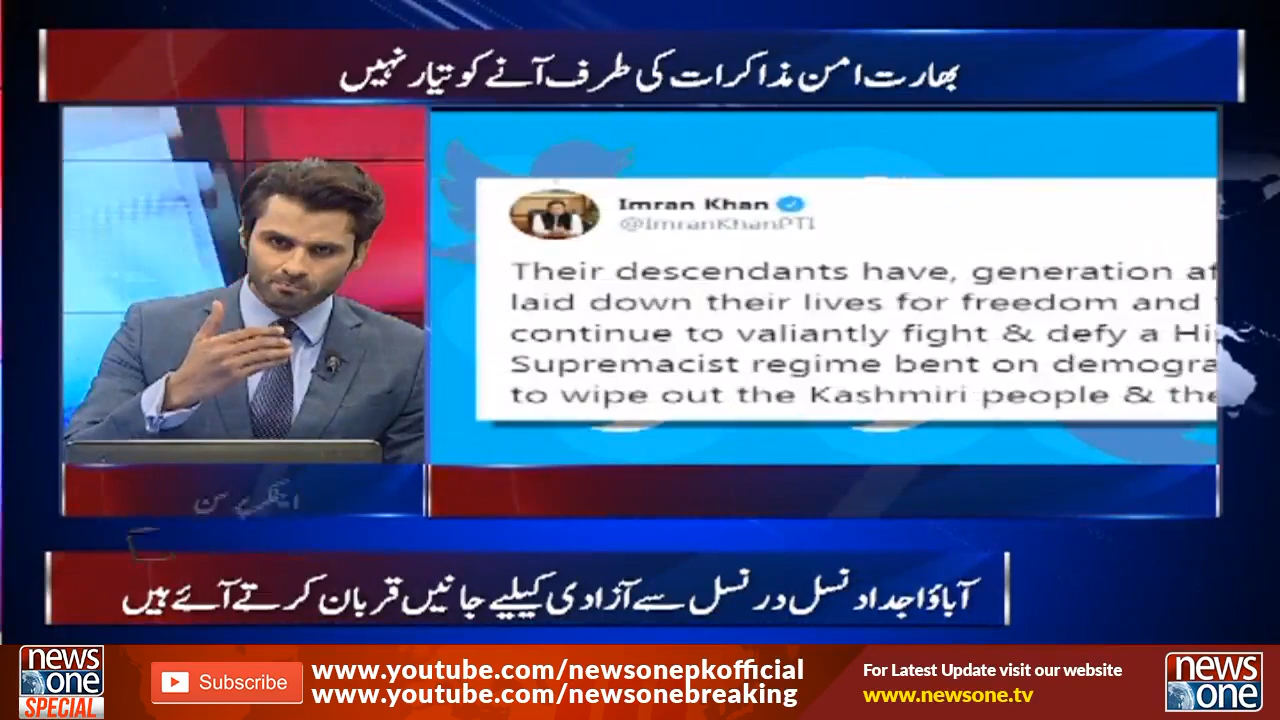 بھارت امن مذاکرات کی طرف آنے کو تیار نہیں
Imran Khan
@ImranKhanPTI
Their descendants have, generation af
laid down their lives for freedom and
continue to valiantly fight & defy a Hi
Supremacist regime bent on demogra
to wipe out the Kashmiri people & the
اینکر پرسن
آباؤ اجداد نسل در نسل سے آزادی کیلیے جانیں قربان کرتے آئے ہیں
news one SPECIAL
Subscribe
www.youtube.com/newsonepkofficial
www.youtube.com/newsonebreaking
For Latest Update visit our website
www.newsone.tv
news one